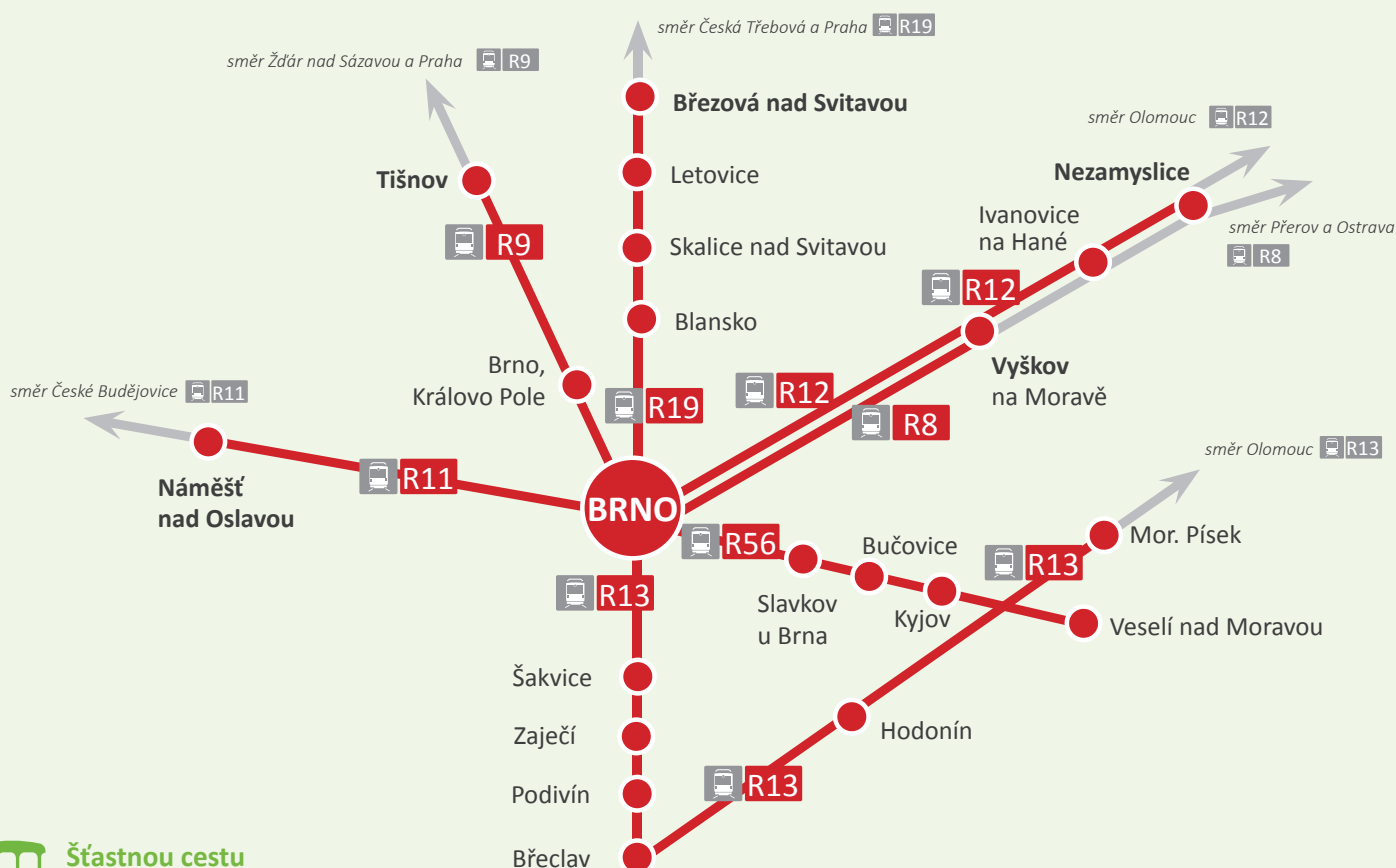 směr Česká Třebová a Praha R19
směr Žďár nad Sázavou a Praha R9
Březová nad Svitavou
směr Olomouc R12
Tišnov
Letovice
Nezamyslice
Ivanovice
na Hané
směr Přerov a Ostrava
R8
R9
Skalice nad Svitavou
R12
Blansko
Vyškov
na Moravě
Brno,
Královo Pole
směr České Budějovice R11
R19
R12
R8
směr Olomouc R13
Náměšť
nad Oslavou
R11
BRNO
R56
Bučovice
Mor. Písek
R13
R13
Slavkov
u Brna
Kyjov
Veselí nad Moravou
Šakvice
Zaječí
Hodonín
Podivín
R13
Břeclav
Šťastnou cestu